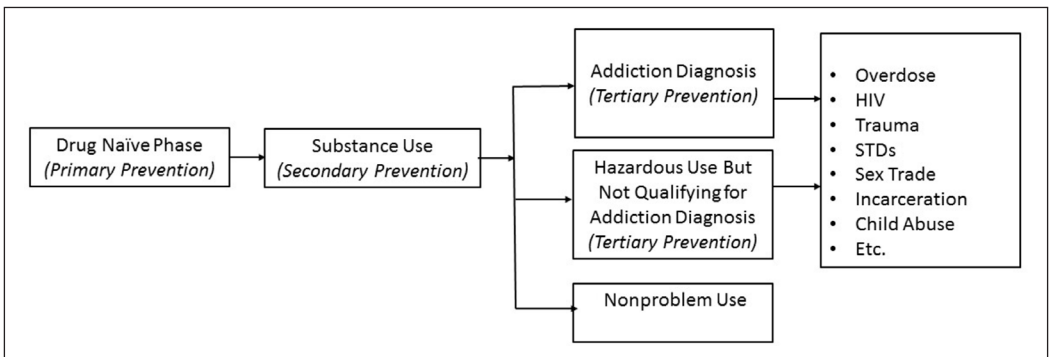 Drug Naïve Phase
(Primary Prevention)
Substance Use
(Secondary Prevention)
Addiction Diagnosis
(Tertiary Prevention)
Hazardous Use But
Not Qualifying for
Addiction Diagnosis
(Tertiary Prevention)
Nonproblem Use
• Overdose
• HIV
• Trauma
• STDs
• Sex Trade
• Incarceration
• Child Abuse
• Etc.